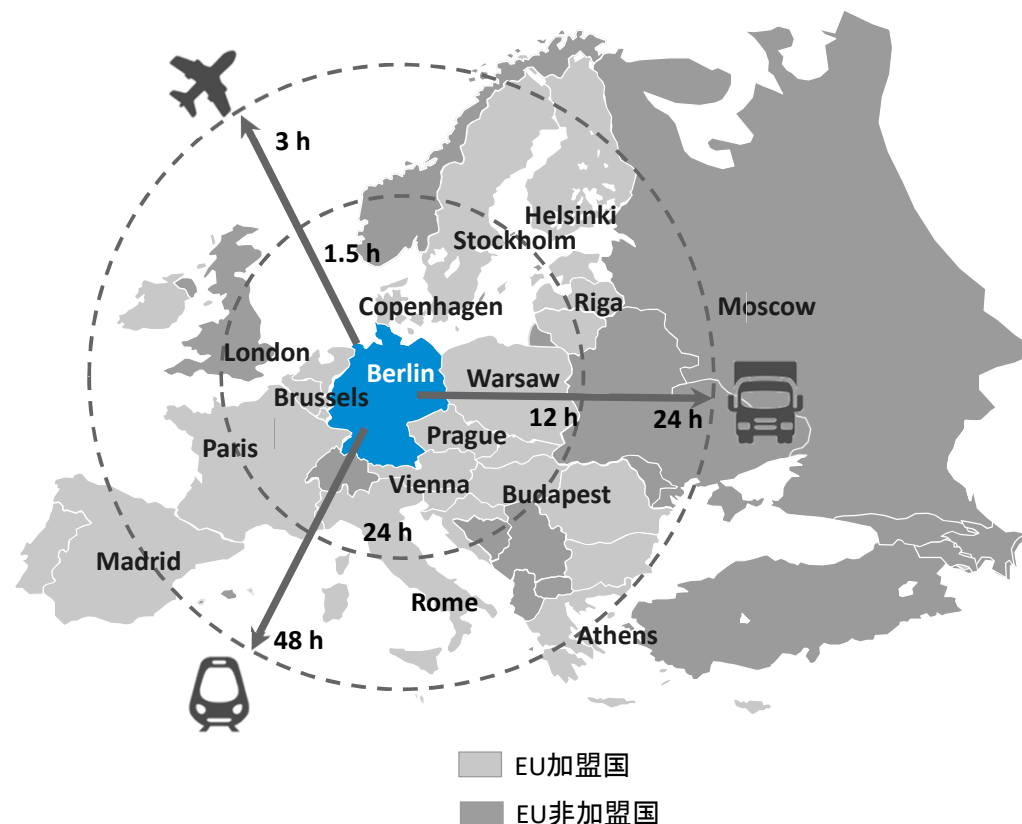 3 h
Helsinki
Stockholm
1.5 h
Copenhagen
Riga
Moscow
London
Berlin
Warsaw
Brussels
12 h
24 h
Paris
Prague
Vienna
Budapest
24 h
Madrid
Rome
48 h
Athens
EU加盟国
EU非加盟国